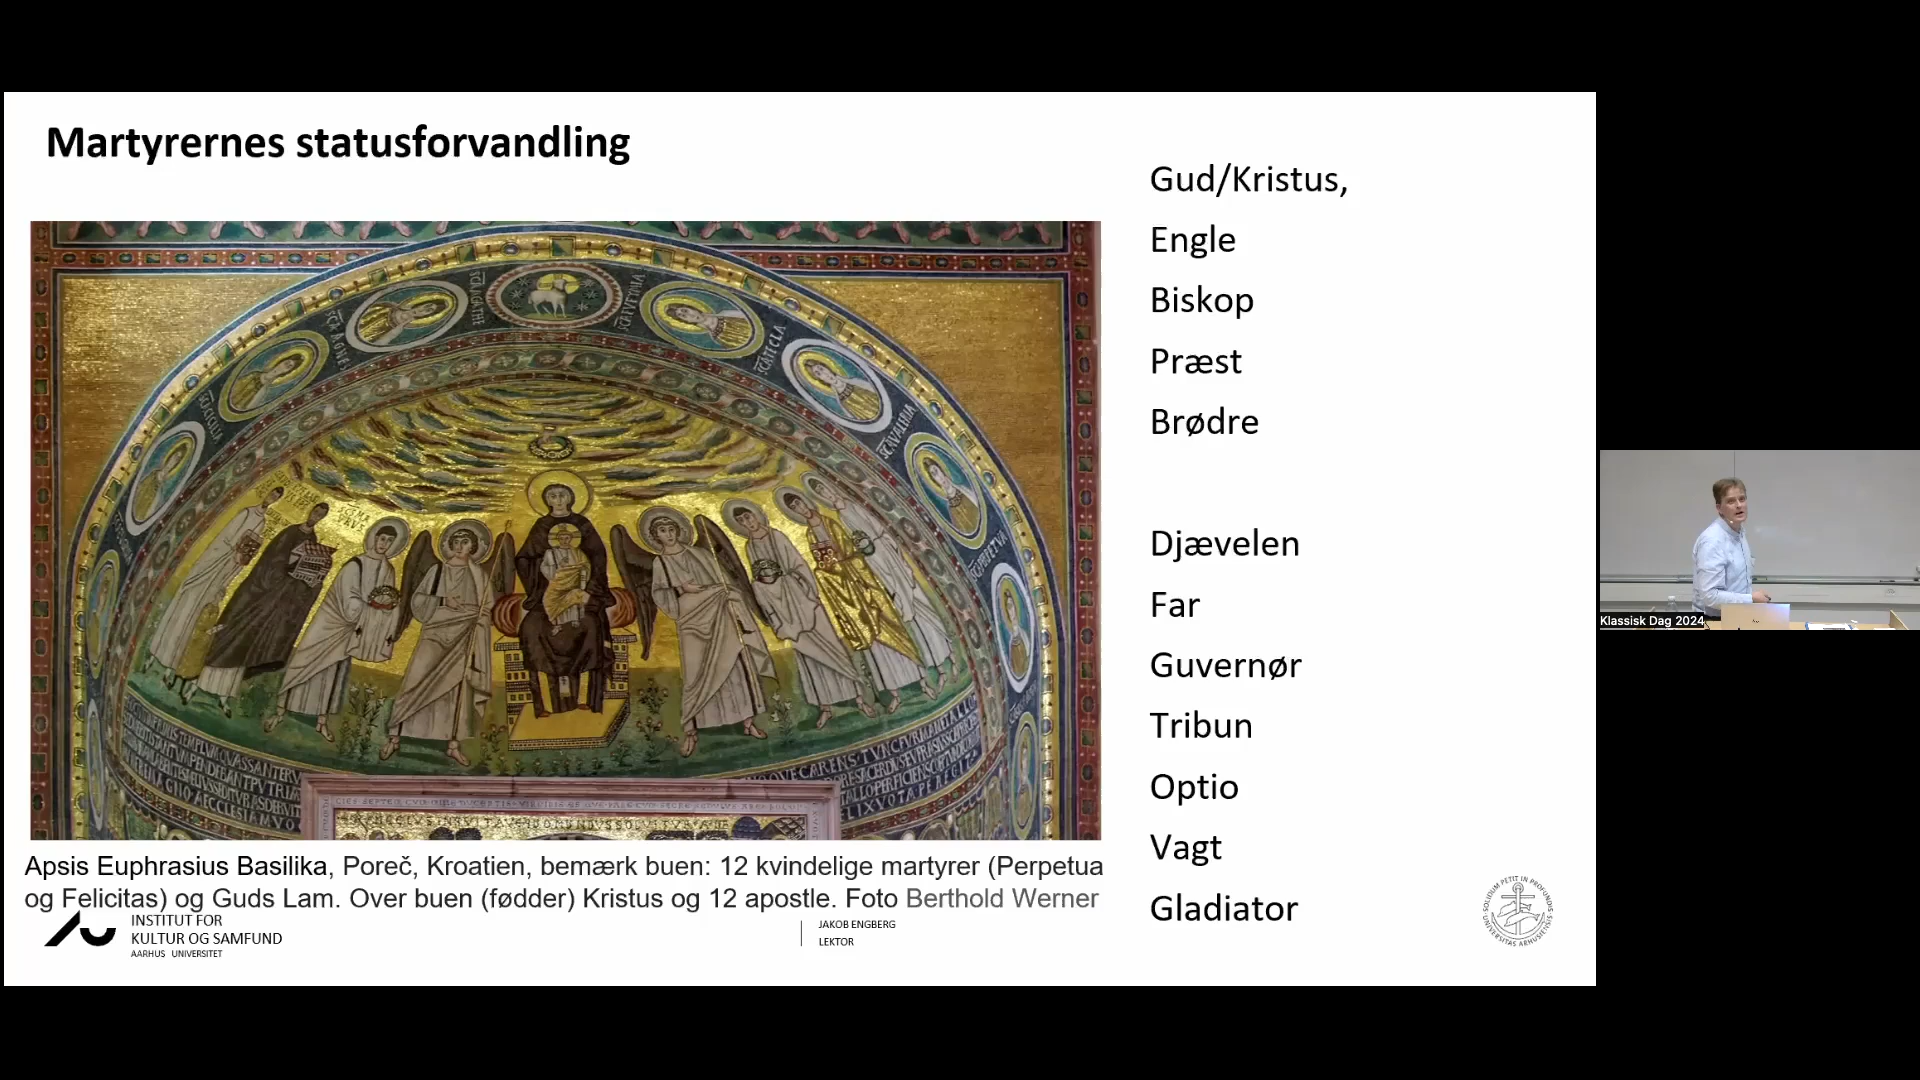 Martyrernes statusforvandling
Gud/Kristus,
Engle
Biskop
Præst
Brødre
Djævelen
Far
Guvernør
Tribun
Optio
Vagt
Gladiator
Apsis Euphrasius Basilika, Poreč, Kroatien, bemærk buen: 12 kvindelige martyrer (Perpetua
og Felicitas) og Guds Lam. Over buen (fødder) Kristus og 12 apostle. Foto Berthold Werner
INSTITUT FOR
KULTUR OG SAMFUND
AARHUS UNIVERSITET
JAKOB ENGBERG
LEKTOR
Klassisk Dag 2024